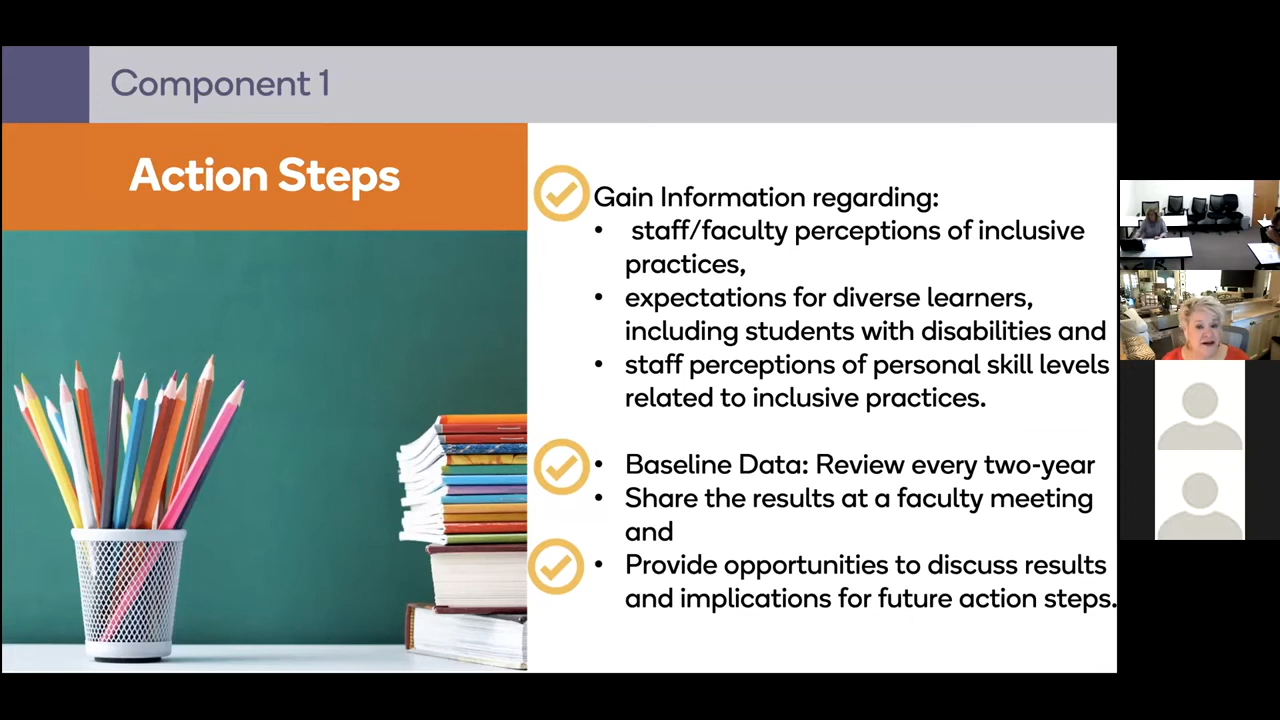 Component 1
Action Steps
Gain Information regarding:
• staff/faculty perceptions of inclusive
practices,
• expectations for diverse learners,
including students with disabilities and
• staff perceptions of personal skill levels
related to inclusive practices.
• Baseline Data: Review every two-year
• Share the results at a faculty meeting
and
• Provide opportunities to discuss results
and implications for future action steps.